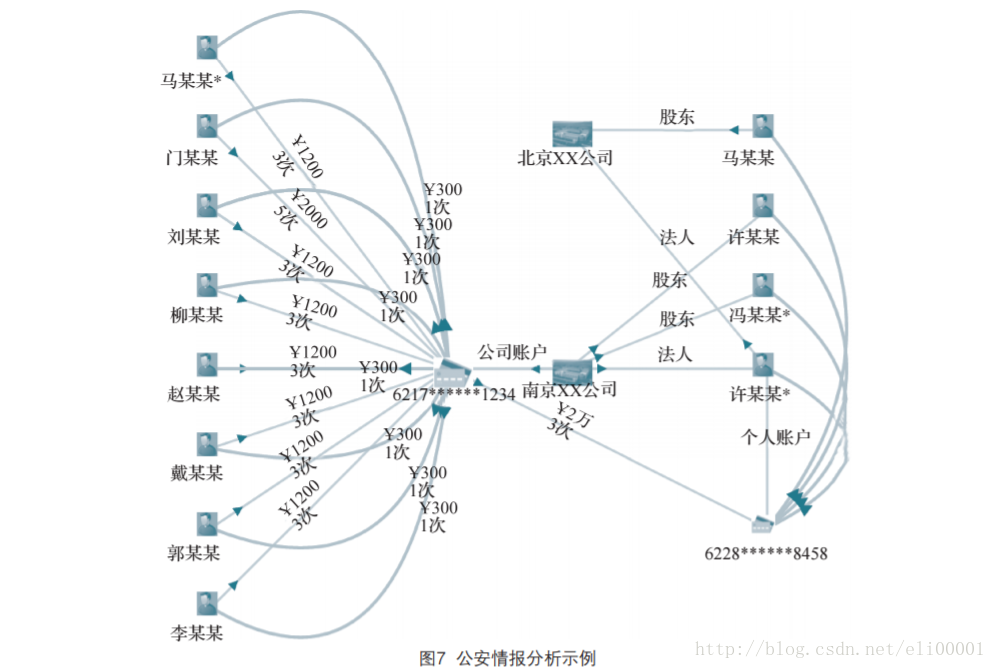 马某某*
门某某
刘某某
柳某某
赵某某
戴某某
郭某某
李某某
¥1200
3次
¥2000
5次
¥1200
3次
¥1200
3次
¥1200
3次
¥1200
3次
¥1200
3次
¥1200
3次
¥300
1次
¥300
1次
¥300
1次
¥300
1次
¥300
1次
¥300
1次
¥300
1次
¥300
1次
6217******1234
公司账户
南京XX公司
¥2万
3次
北京XX公司
股东
马某某
法人
许某某
股东
股东
冯某某*
法人
许某某*
个人账户
6228******8458
图7 公安情报分析示例
http://blog.csdn.net/eli00001